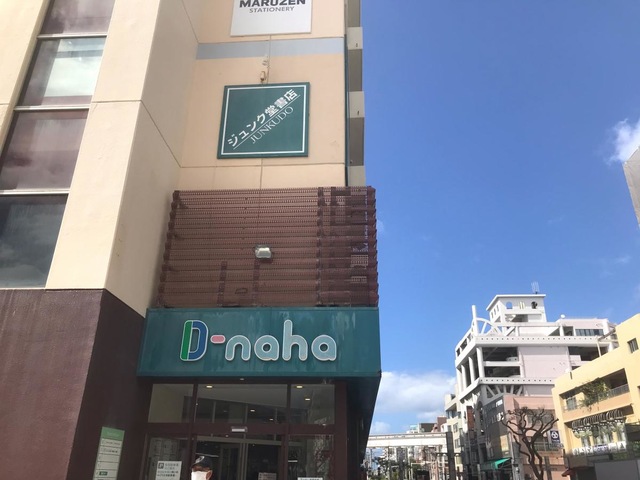 MARUZEN
STATIONERY
ジュンク堂書店
JUNKUDO
D-naha